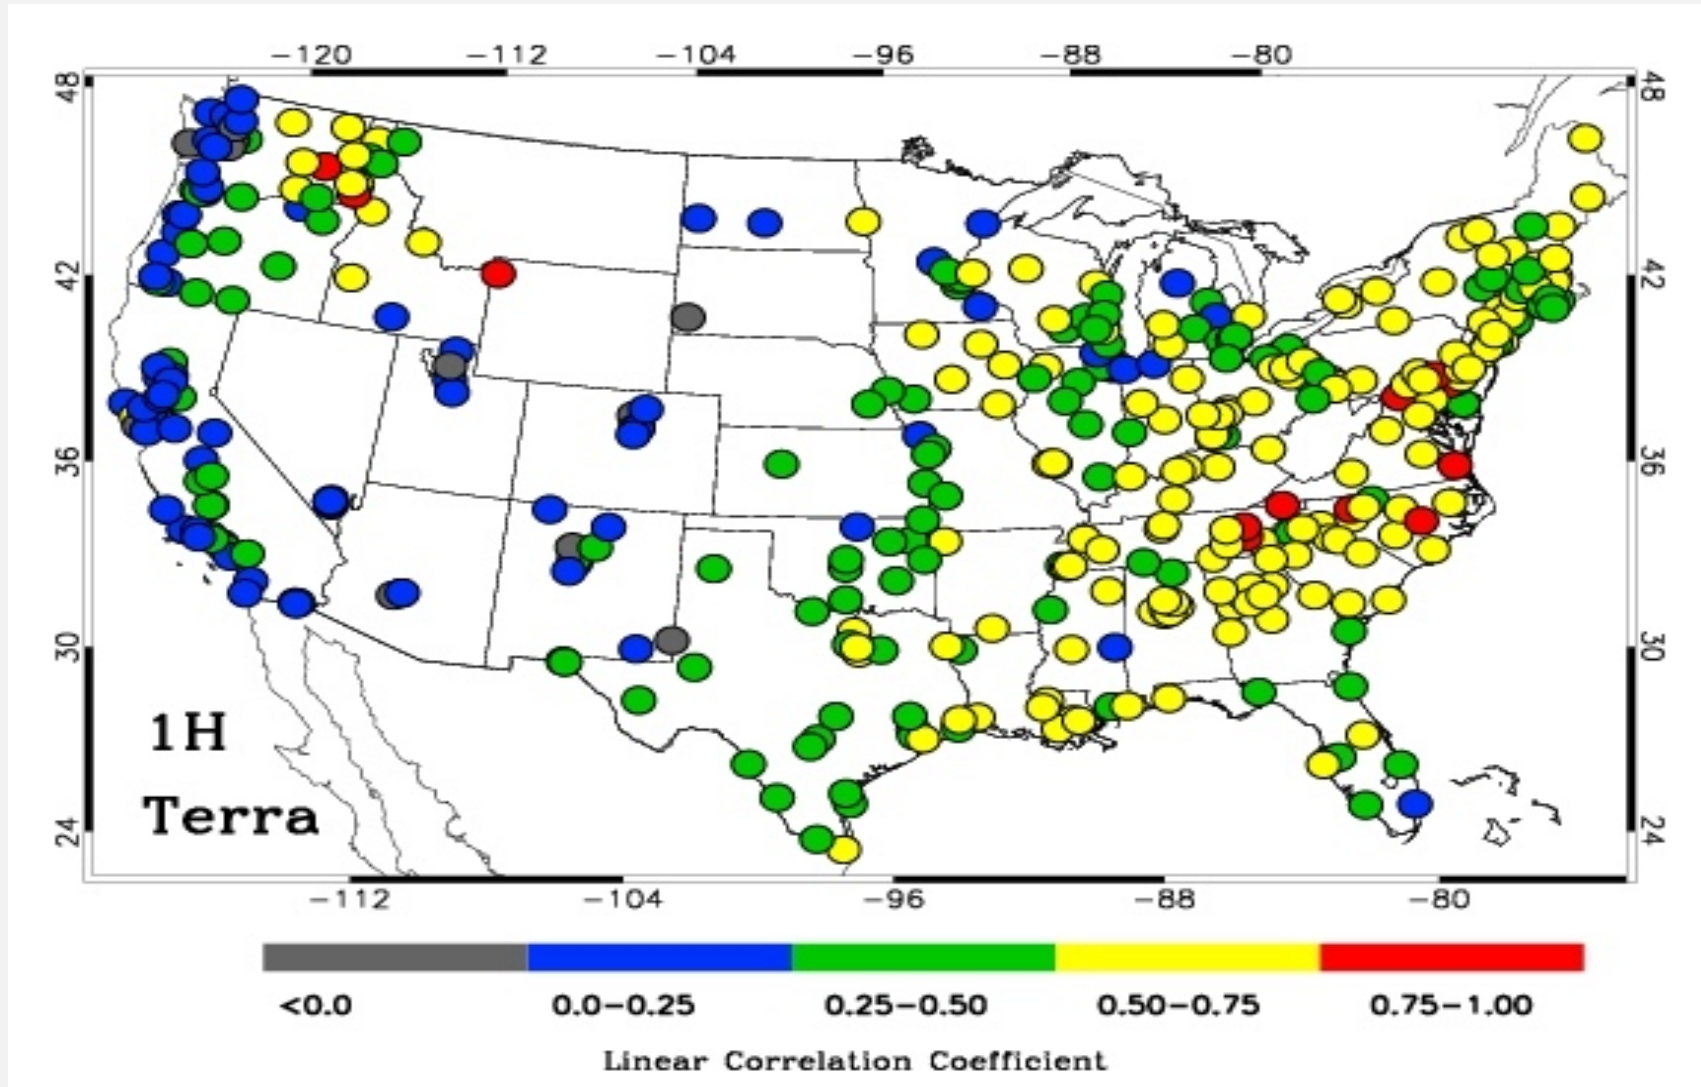 −120 −112 −104 −96 −88 −80
48 48
42 42
36 36
30 30
1H
Terra
24 24
−112 −104 −96 −88 −80
<0.0 0.0−0.25 0.25−0.50 0.50−0.75 0.75−1.00
Linear Correlation Coefficient